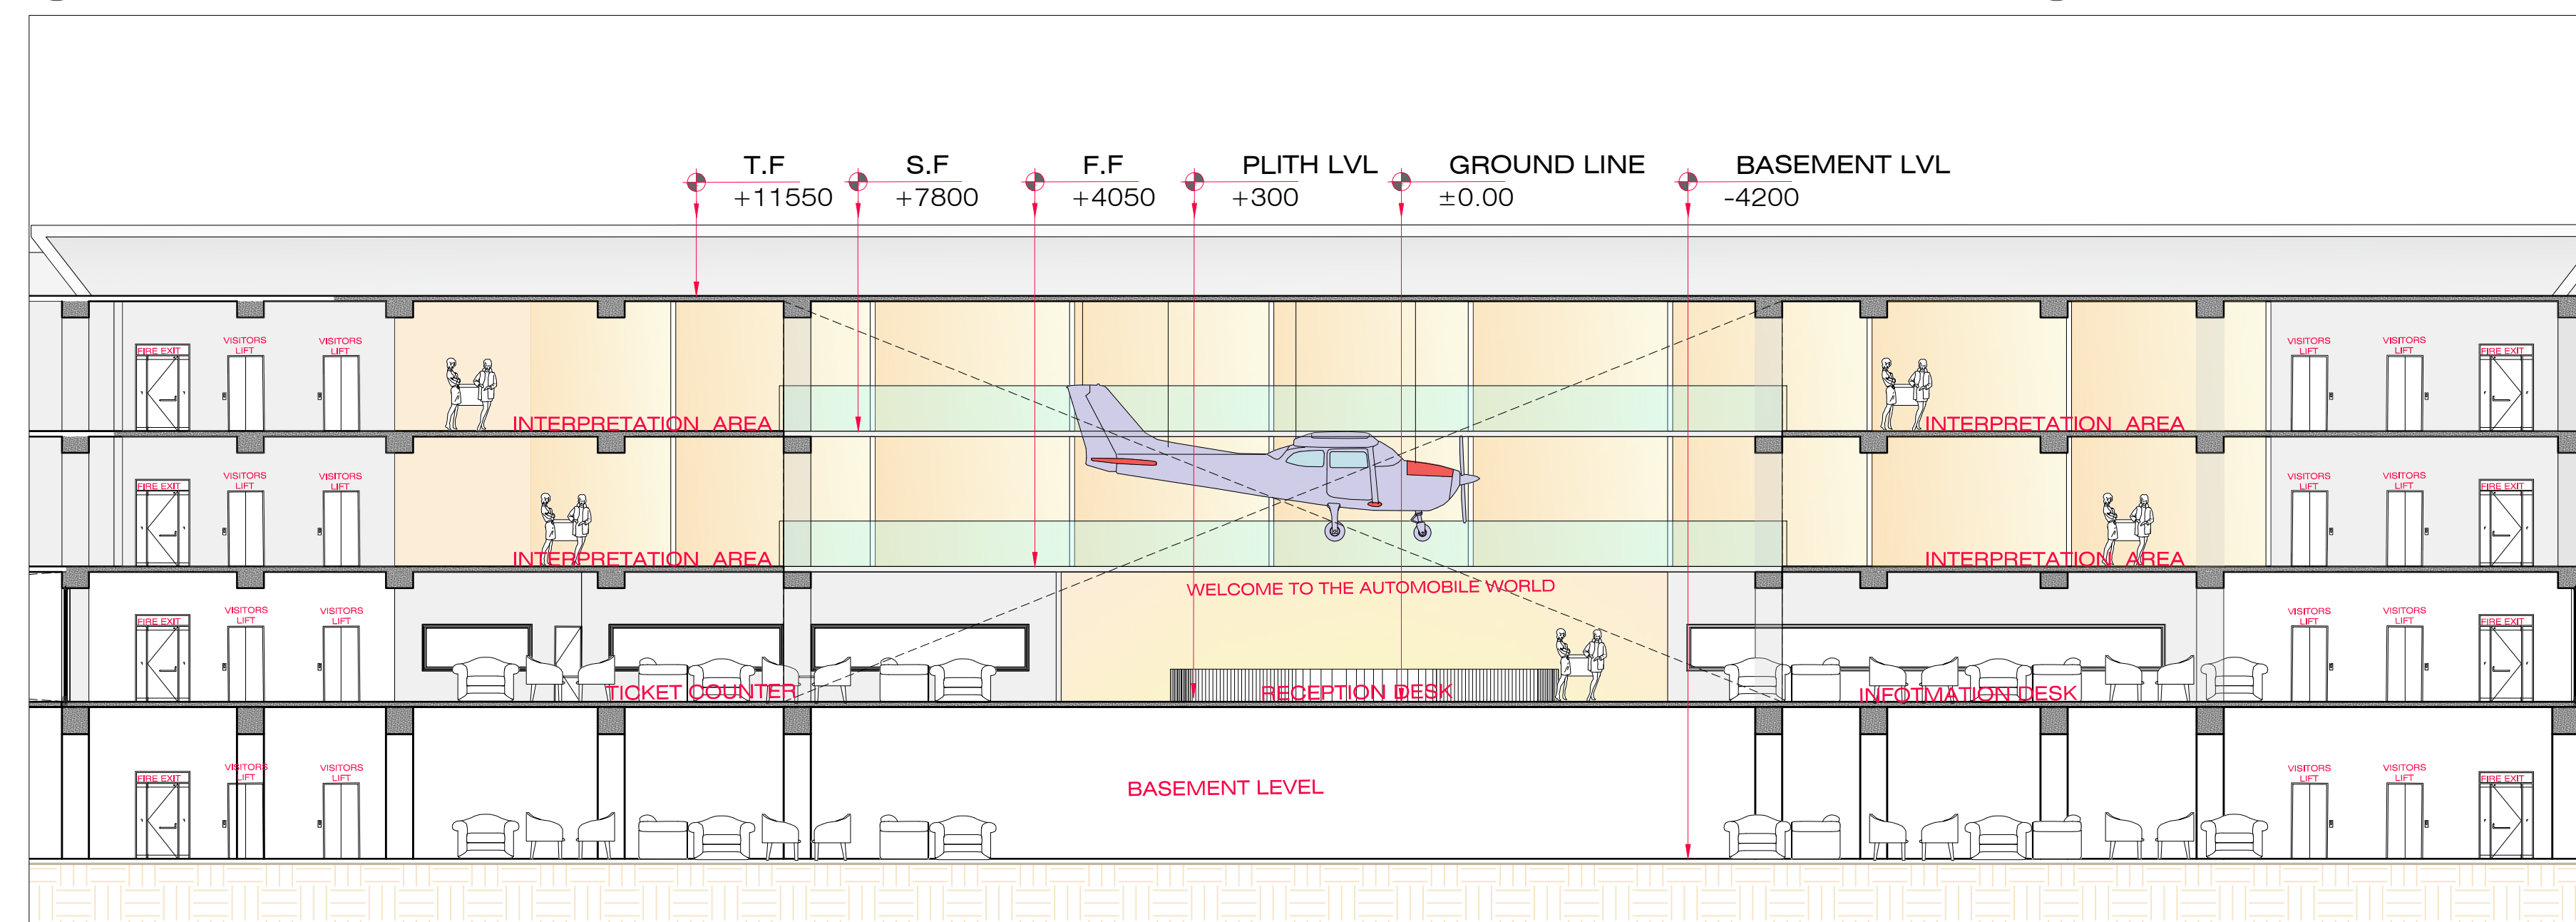 T.F
S.F
F.F
PLITH LVL
GROUND LINE
BASEMENT LVL
+11550
+7800
+4050
+300
±0.00
-4200
FIRE EXIT
VISITORS
LIFT
VISITORS
LIFT
VISITORS
LIFT
VISITORS
LIFT
FIRE EXIT
INTERPRETATION AREA
INTERPRETATION AREA
FIRE EXIT
VISITORS
LIFT
VISITORS
LIFT
VISITORS
LIFT
VISITORS
LIFT
FIRE EXIT
INTERPRETATION AREA
INTERPRETATION AREA
WELCOME TO THE AUTOMOBILE WORLD
FIRE EXIT
VISITORS
LIFT
VISITORS
LIFT
VISITORS
LIFT
VISITORS
LIFT
FIRE EXIT
TICKET COUNTER
RECEPTION DESK
INFOTMATION DESK
FIRE EXIT
VISITORS
LIFT
VISITORS
LIFT
BASEMENT LEVEL
VISITORS
LIFT
VISITORS
LIFT
FIRE EXIT